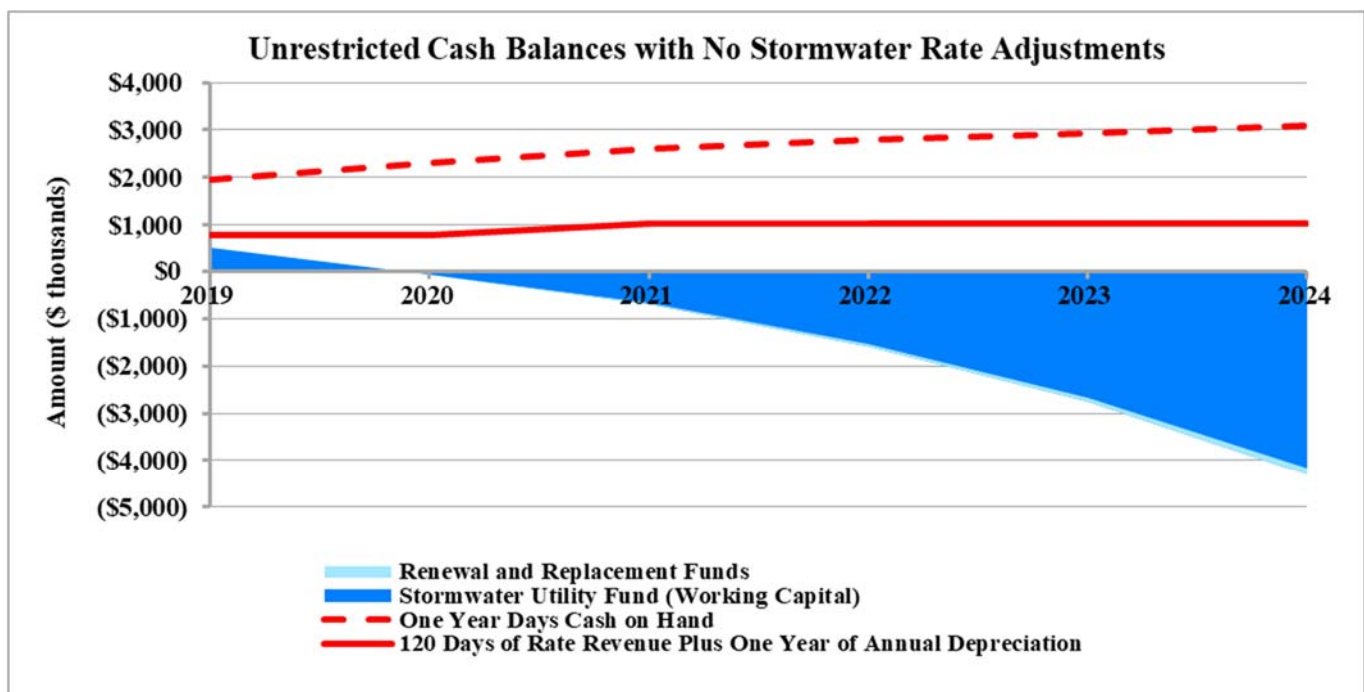 Unrestricted Cash Balances with No Stormwater Rate Adjustments
$4,000
$3,000
$2,000
$1,000
$0
($1,000)
($2,000)
($3,000)
($4,000)
($5,000)
Amount ($ thousands)
2019 2020 2021 2022 2023 2024
Renewal and Replacement Funds
Stormwater Utility Fund (Working Capital)
One Year Days Cash on Hand
120 Days of Rate Revenue Plus One Year of Annual Depreciation